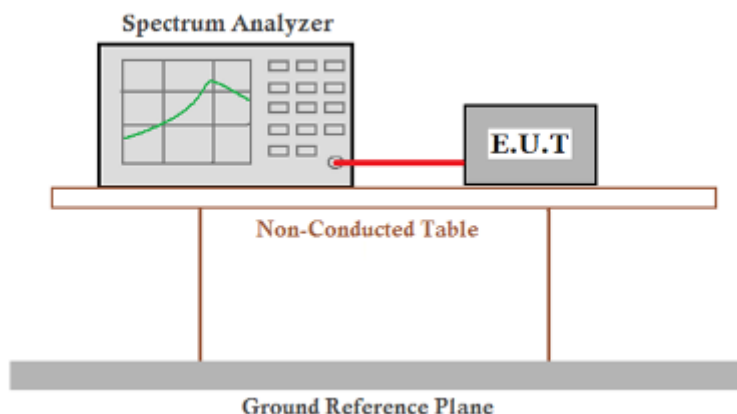 Spectrum Analyzer
E.U.T
Non-Conducted Table
Ground Reference Plane